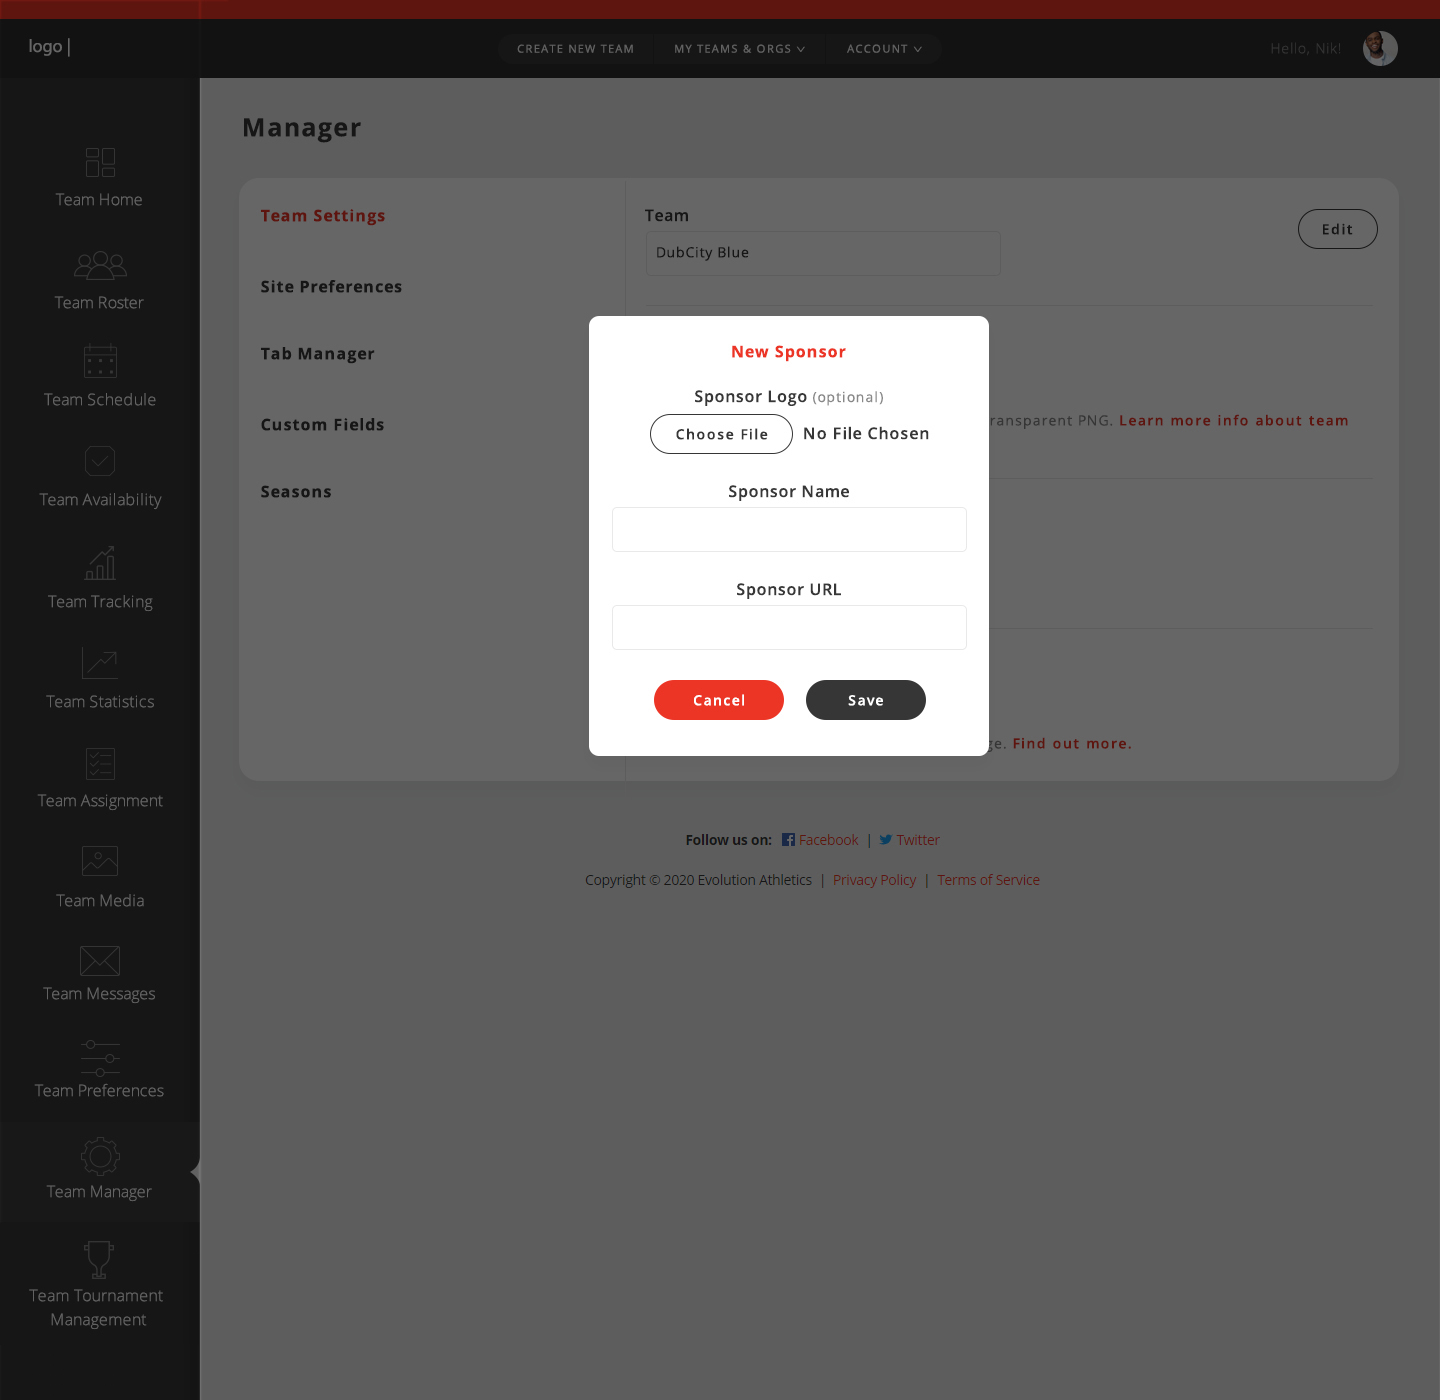 logo |
CREATE NEW TEAM
MY TEAMS & ORGS
ACCOUNT
Hello, Nik!
Team Home
Team Roster
Team Schedule
Team Availability
Team Tracking
Team Statistics
Team Assignment
Team Media
Team Messages
Team Preferences
Team Manager
Team Tournament
Management
Manager
Team Settings
Site Preferences
Tab Manager
Custom Fields
Seasons
Team
DubCity Blue
Edit
PNG. Learn more info about team
Find out more.
New Sponsor
Sponsor Logo (optional)
Choose File
No File Chosen
Sponsor Name
Sponsor URL
Cancel
Save
Follow us on: Facebook | Twitter
Copyright © 2020 Evolution Athletics | Privacy Policy | Terms of Service